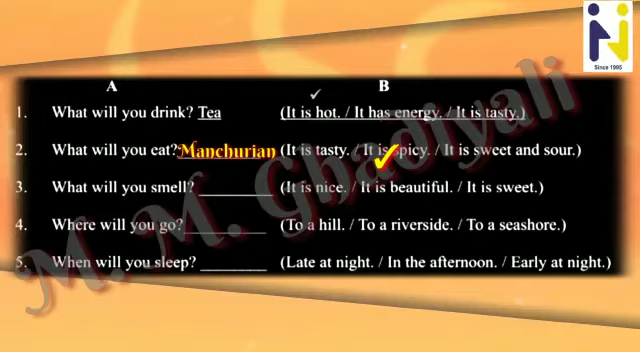 Since 1995
A B
1. What will you drink? Tea (It is hot. / It has energy. / It is tasty.)
2. What will you eat? Manchurian (It is tasty. / It is spicy. / It is sweet and sour.)
3. What will you smell? ________ (It is nice. / It is beautiful. / It is sweet.)
4. Where will you go? __________ (To a hill. / To a riverside. / To a seashore.)
5. When will you sleep? ________ (Late at night. / In the afternoon. / Early at night.)
M. M. Ghadiyali